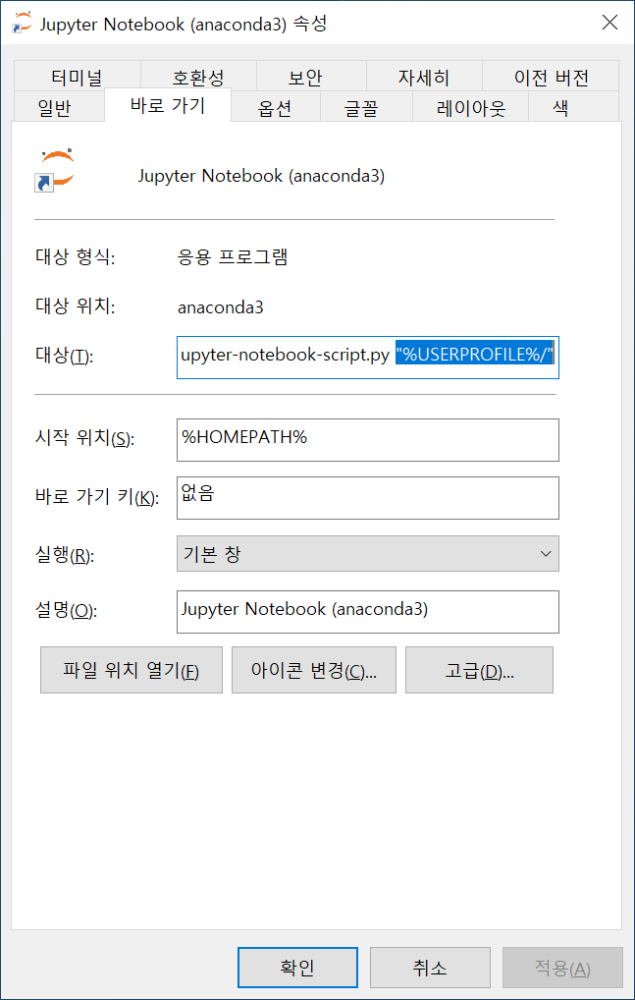 Jupyter Notebook (anaconda3) 속성
터미널 호환성 보안 자세히 이전 버전
일반 바로 가기 옵션 글꼴 레이아웃 색
Jupyter Notebook (anaconda3)
대상 형식: 응용 프로그램
대상 위치: anaconda3
대상(T): upyter-notebook-script.py "%USERPROFILE%/"
시작 위치(S): %HOMEPATH%
바로 가기 키(K): 없음
실행(R): 기본 창
설명(O): Jupyter Notebook (anaconda3)
파일 위치 열기(F) 아이콘 변경(C)... 고급(D)...
확인 취소 적용(A)